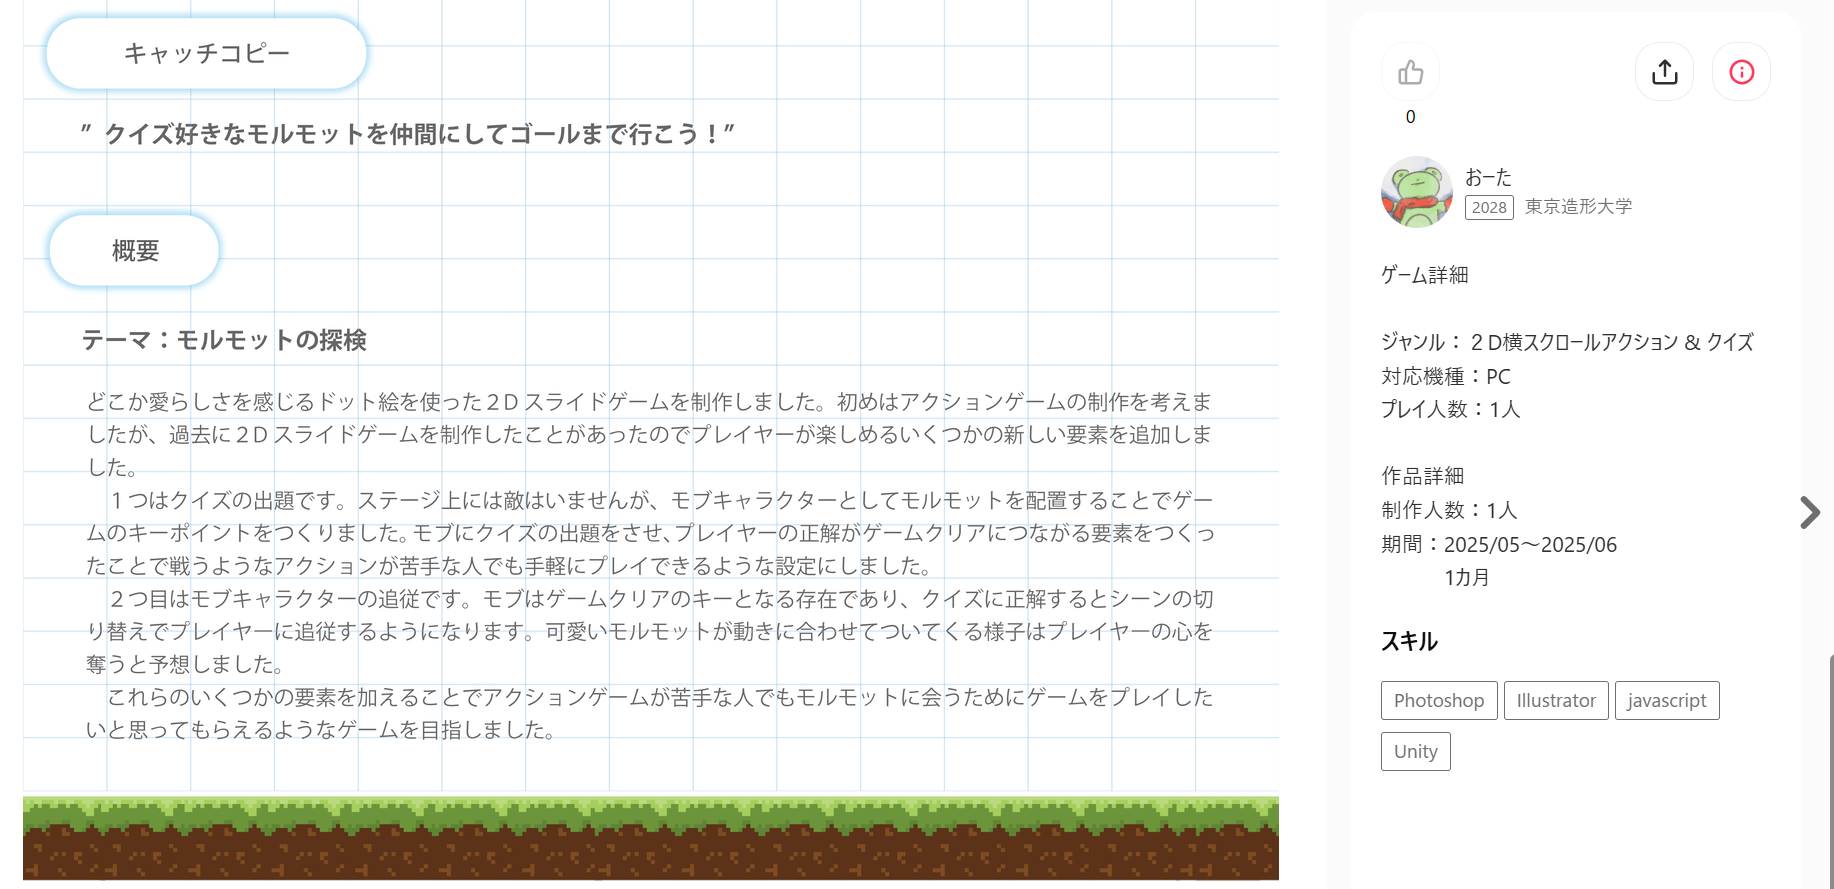 キャッチコピー
” クイズ好きなモルモットを仲間にしてゴールまで行こう！”
概要
テーマ：モルモットの探検
どこか愛らしさを感じるドット絵を使った２D スライドゲームを制作しました。初めはアクションゲームの制作を考えま
したが、過去に２D スライドゲームを制作したことがあったのでプレイヤーが楽しめるいくつかの新しい要素を追加しま
した。
　１つはクイズの出題です。ステージ上には敵はいませんが、モブキャラクターとしてモルモットを配置することでゲー
ムのキーポイントをつくりました。モブにクイズの出題をさせ、プレイヤーの正解がゲームクリアにつながる要素をつくっ
たことで戦うようなアクションが苦手な人でも手軽にプレイできるような設定にしました。
　２つ目はモブキャラクターの追従です。モブはゲームクリアのキーとなる存在であり、クイズに正解するとシーンの切
り替えでプレイヤーに追従するようになります。可愛いモルモットが動きに合わせてついてくる様子はプレイヤーの心を
奪うと予想しました。
　これらのいくつかの要素を加えることでアクションゲームが苦手な人でもモルモットに会うためにゲームをプレイした
いと思ってもらえるようなゲームを目指しました。
0
おーた
2028 東京造形大学
ゲーム詳細
ジャンル：２D横スクロールアクション & クイズ
対応機種：PC
プレイ人数：1人
作品詳細
制作人数：1人
期間：2025/05～2025/06
1カ月
スキル
Photoshop Illustrator javascript
Unity